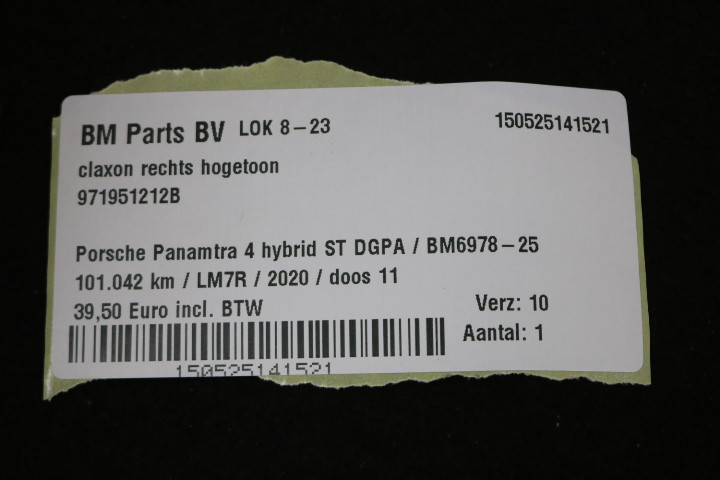 BM Parts BV LOK 8-23 150525141521
claxon rechts hogetoon
971951212B
Porsche Panamtra 4 hybrid ST DGPA / BM6978-25
101.042 km / LM7R / 2020 / doos 11
39,50 Euro incl. BTW Verz: 10
Aantal: 1
150525141521